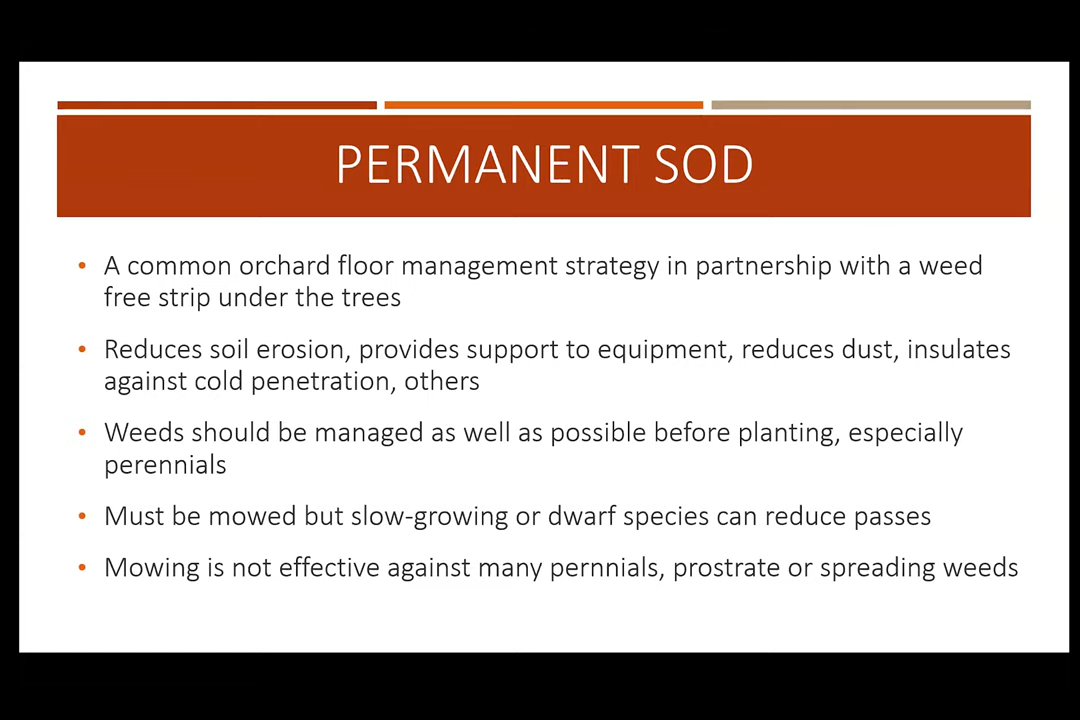 PERMANENT SOD
• A common orchard floor management strategy in partnership with a weed
free strip under the trees
• Reduces soil erosion, provides support to equipment, reduces dust, insulates
against cold penetration, others
• Weeds should be managed as well as possible before planting, especially
perennials
• Must be mowed but slow-growing or dwarf species can reduce passes
• Mowing is not effective against many pernnials, prostrate or spreading weeds